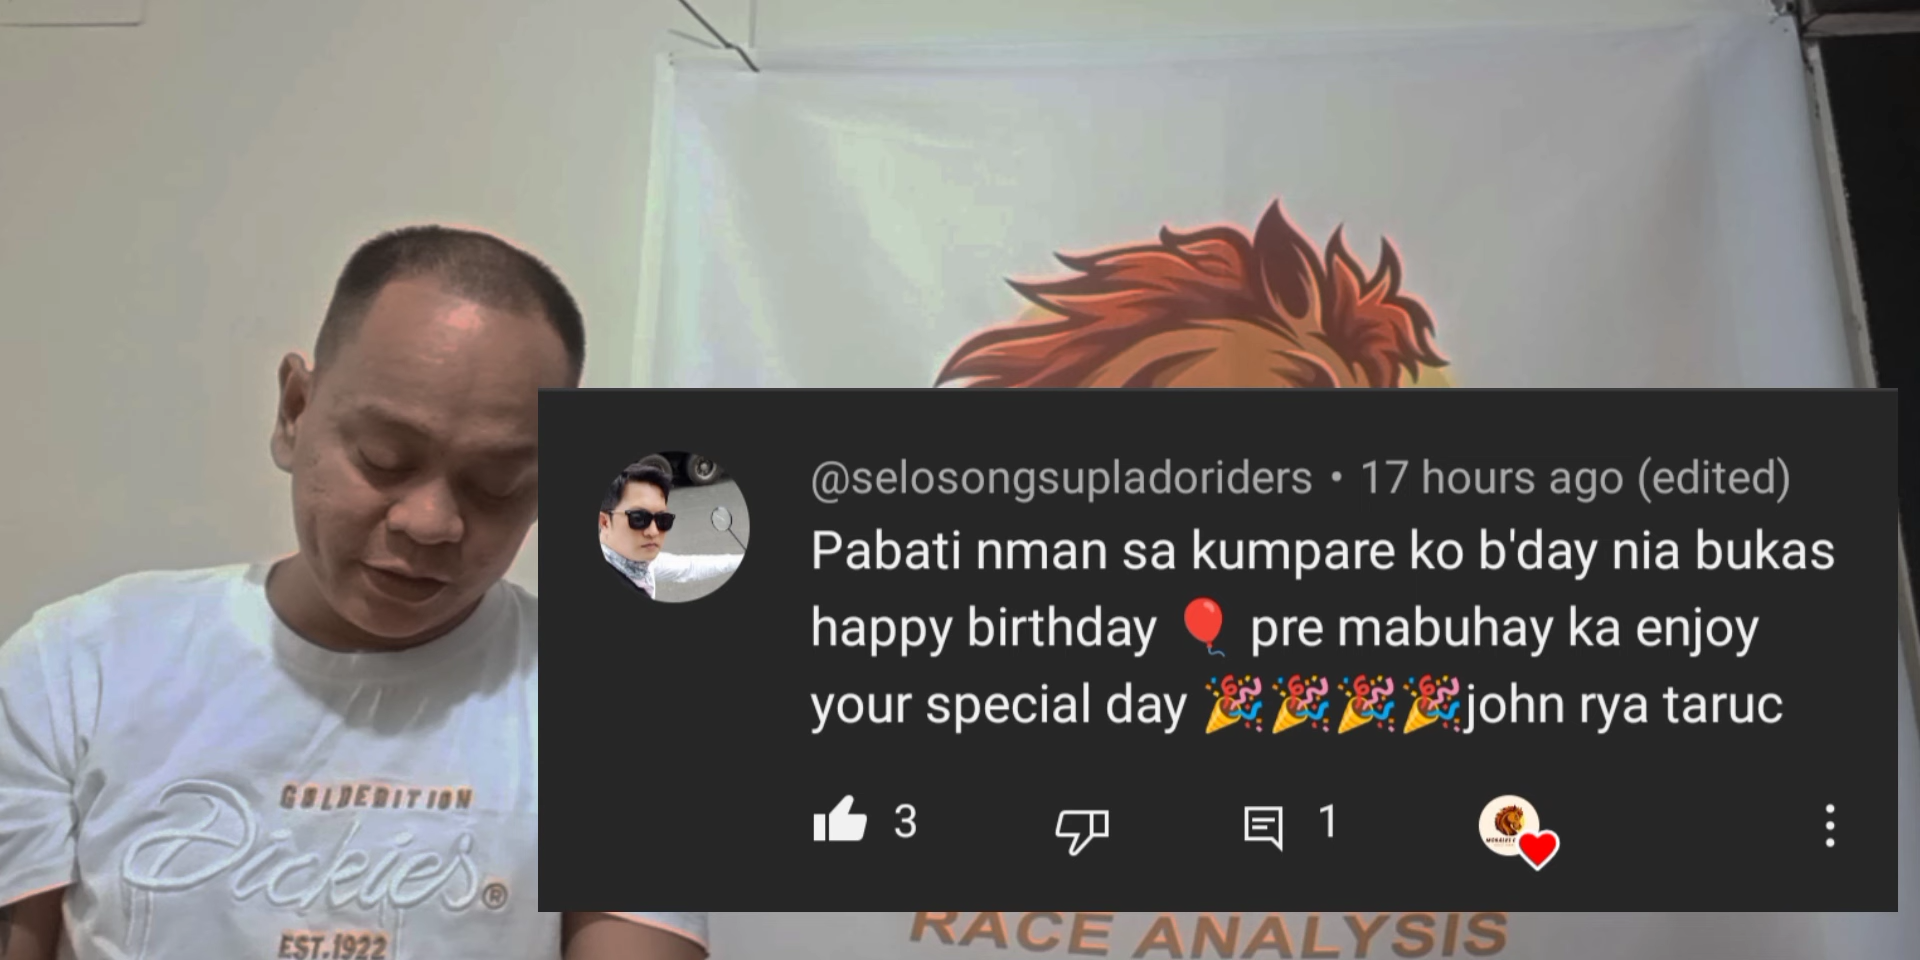 @selosongsupladoriders • 17 hours ago (edited)
Pabati nman sa kumpare ko b'day nia bukas
happy birthday 🎈 pre mabuhay ka enjoy
your special day 🎉🎉🎉🎉john rya taruc
3
1
GOLDEDITION
Dickies®
EST.1922
RACE ANALYSIS